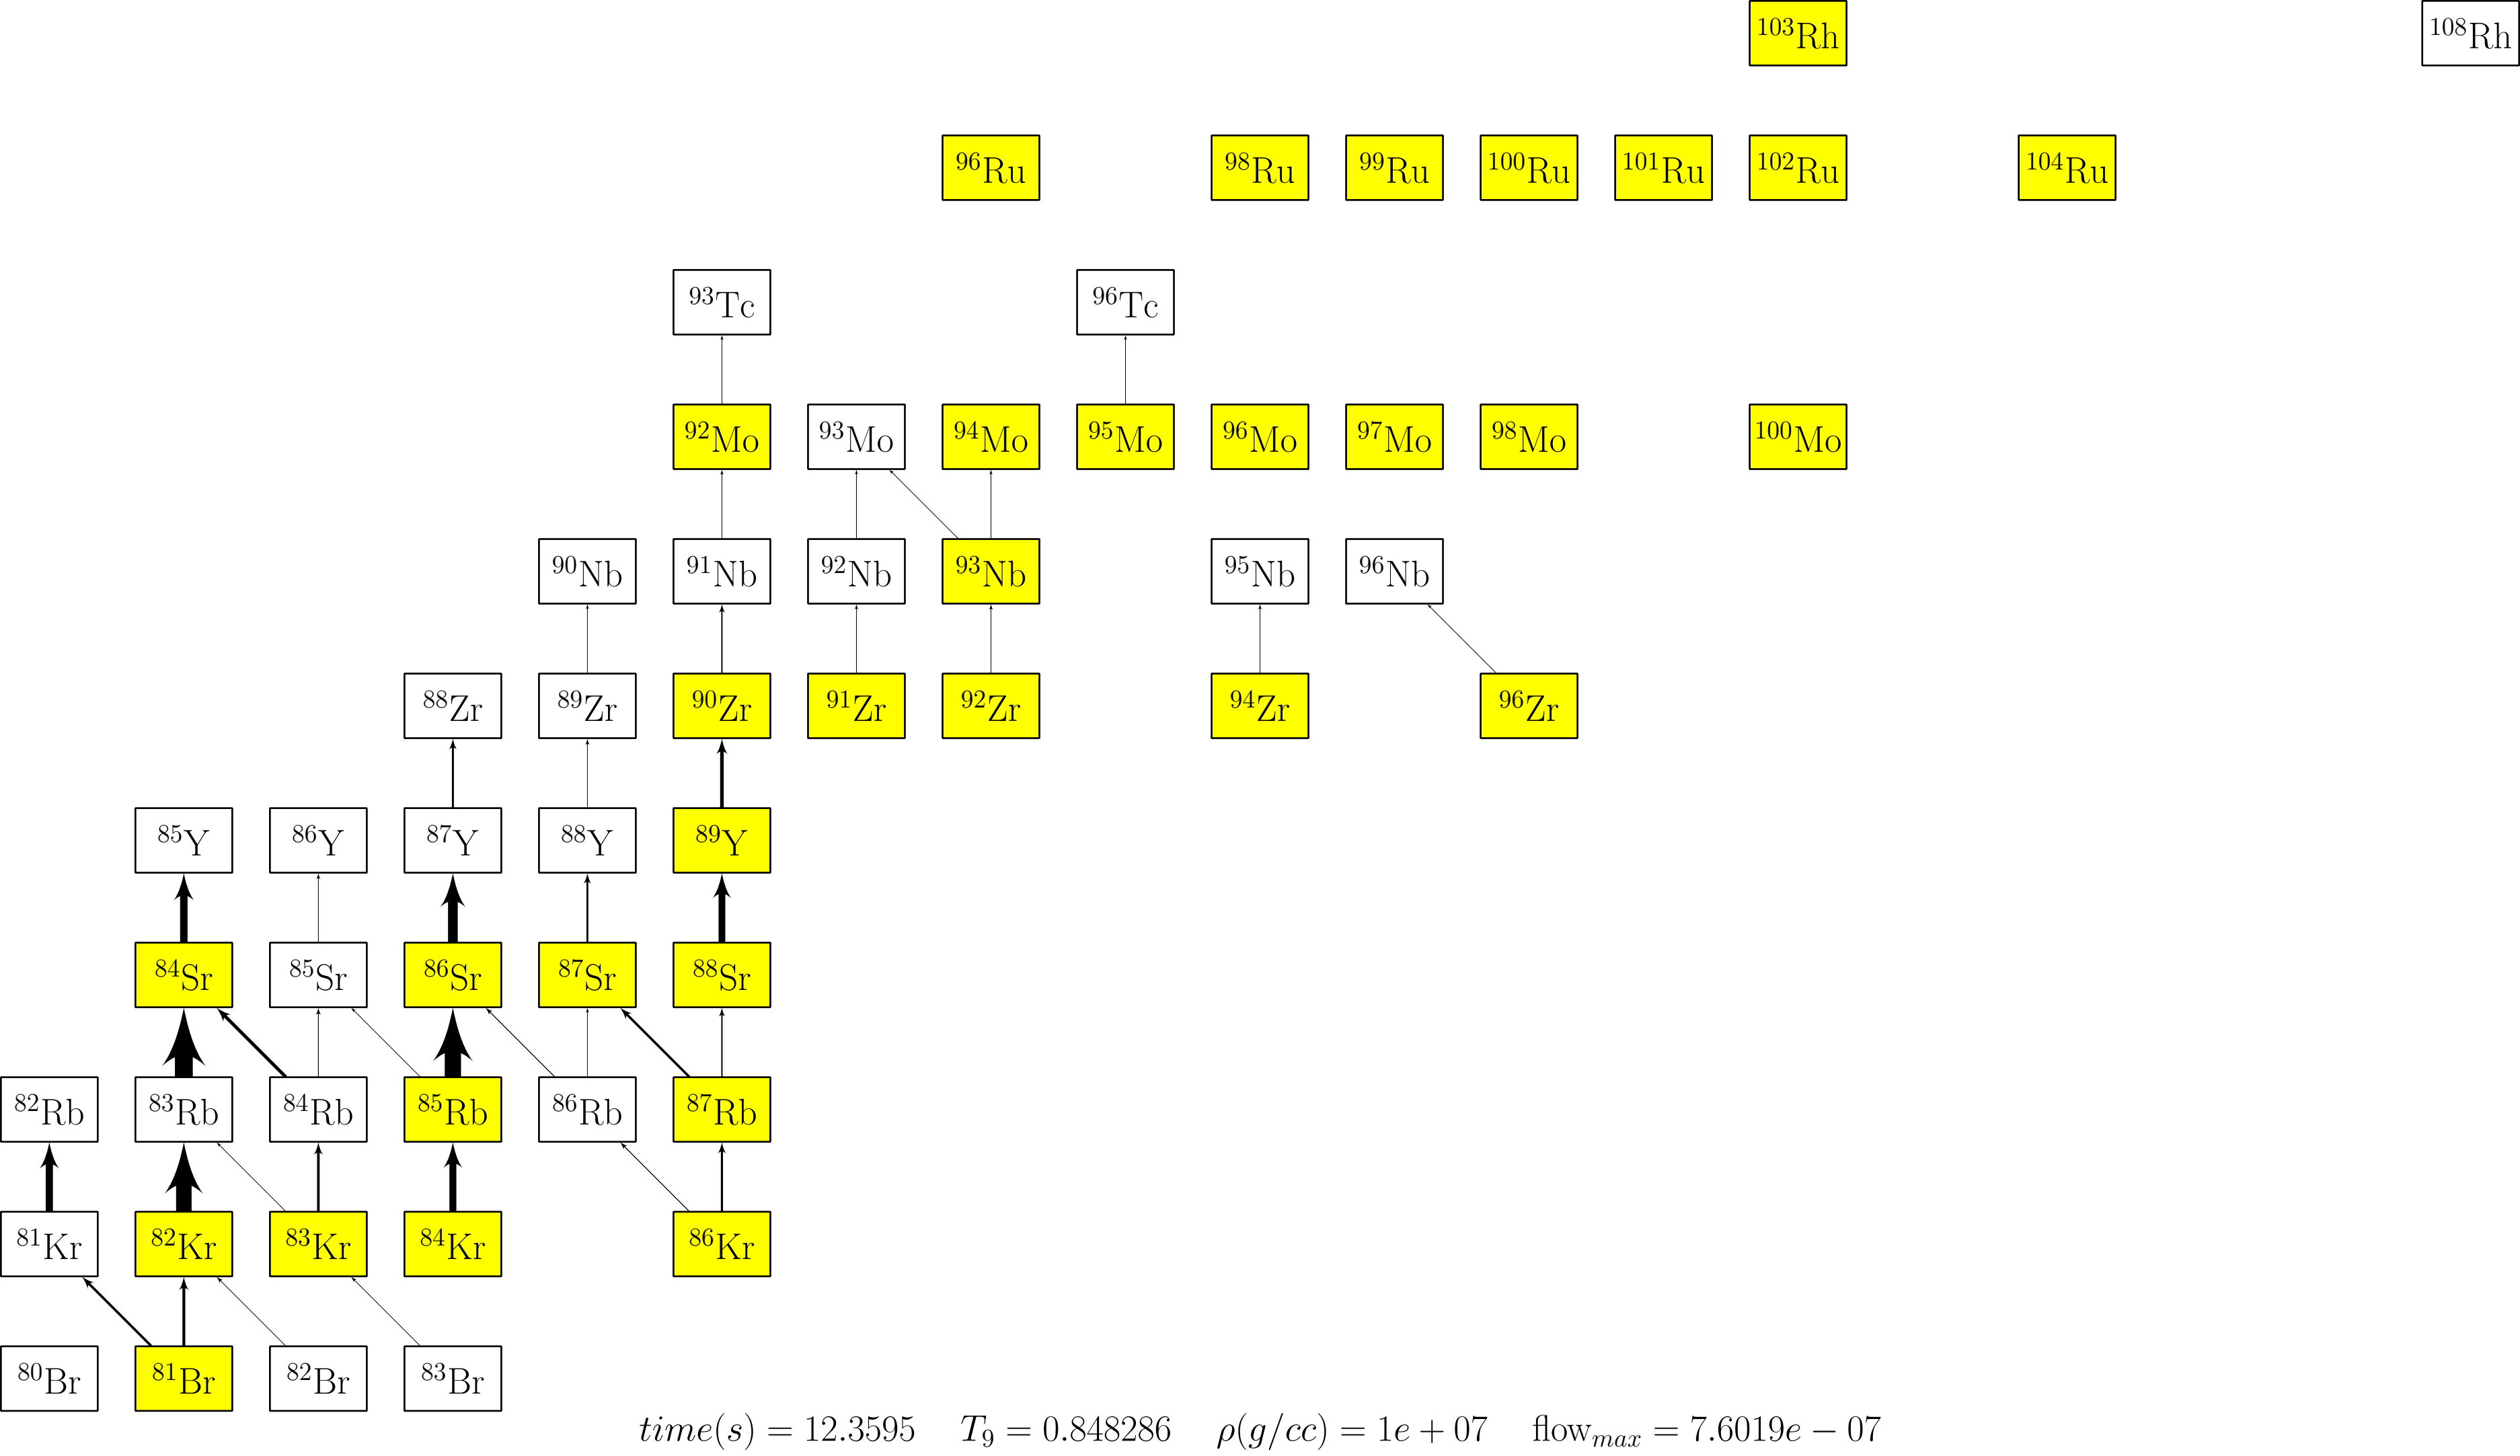 103Rh 108Rh
96Ru 98Ru 99Ru 100Ru 101Ru 102Ru 104Ru
93Tc 96Tc
92Mo 93Mo 94Mo 95Mo 96Mo 97Mo 98Mo 100Mo
90Nb 91Nb 92Nb 93Nb 95Nb 96Nb
88Zr 89Zr 90Zr 91Zr 92Zr 94Zr 96Zr
85Y 86Y 87Y 88Y 89Y
84Sr 85Sr 86Sr 87Sr 88Sr
82Rb 83Rb 84Rb 85Rb 86Rb 87Rb
81Kr 82Kr 83Kr 84Kr 86Kr
80Br 81Br 82Br 83Br
time(s) = 12.3595 T9 = 0.848286 ρ(g/cc) = 1e + 07 flowmax = 7.6019e − 07